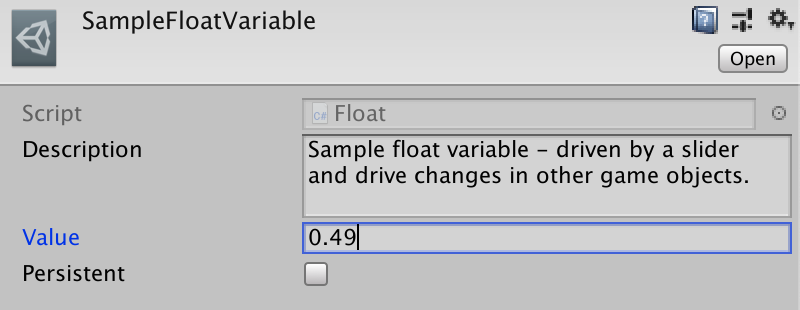 SampleFloatVariable
Open
Script
C# Float
Description
Sample float variable – driven by a slider
and drive changes in other game objects.
Value
0.49
Persistent